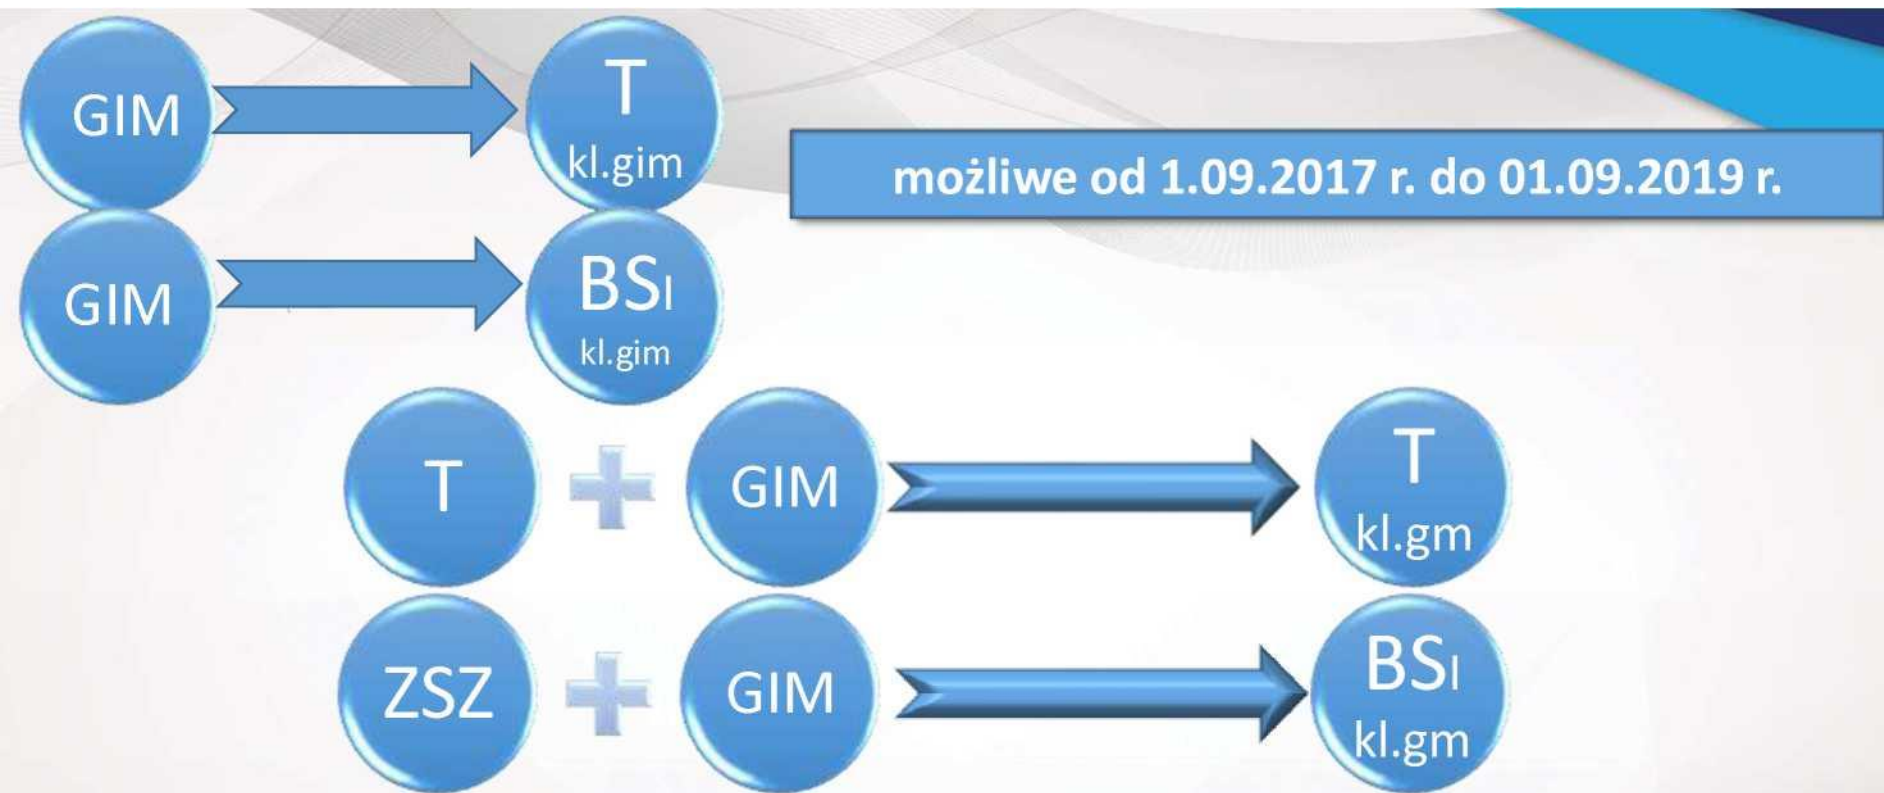 GIM
T
kl.gim
możliwe od 1.09.2017 r. do 01.09.2019 r.
GIM
BSI
kl.gim
T + GIM
T
kl.gm
ZSZ + GIM
BSI
kl.gm